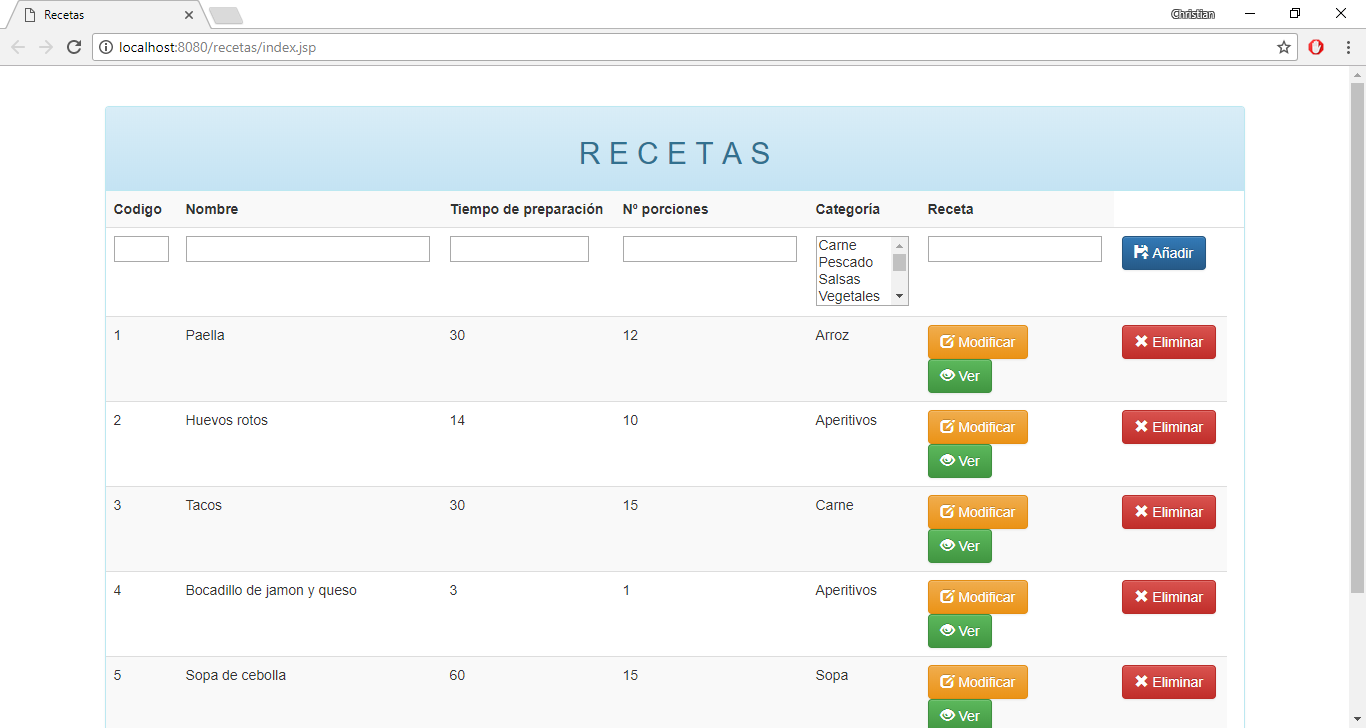 Recetas
Christian
localhost:8080/recetas/index.jsp
RECETAS
Codigo Nombre Tiempo de preparación Nº porciones Categoría Receta
Carne
Pescado
Salsas
Vegetales
Añadir
1 Paella 30 12 Arroz Modificar Eliminar
Ver
2 Huevos rotos 14 10 Aperitivos Modificar Eliminar
Ver
3 Tacos 30 15 Carne Modificar Eliminar
Ver
4 Bocadillo de jamon y queso 3 1 Aperitivos Modificar Eliminar
Ver
5 Sopa de cebolla 60 15 Sopa Modificar Eliminar
Ver